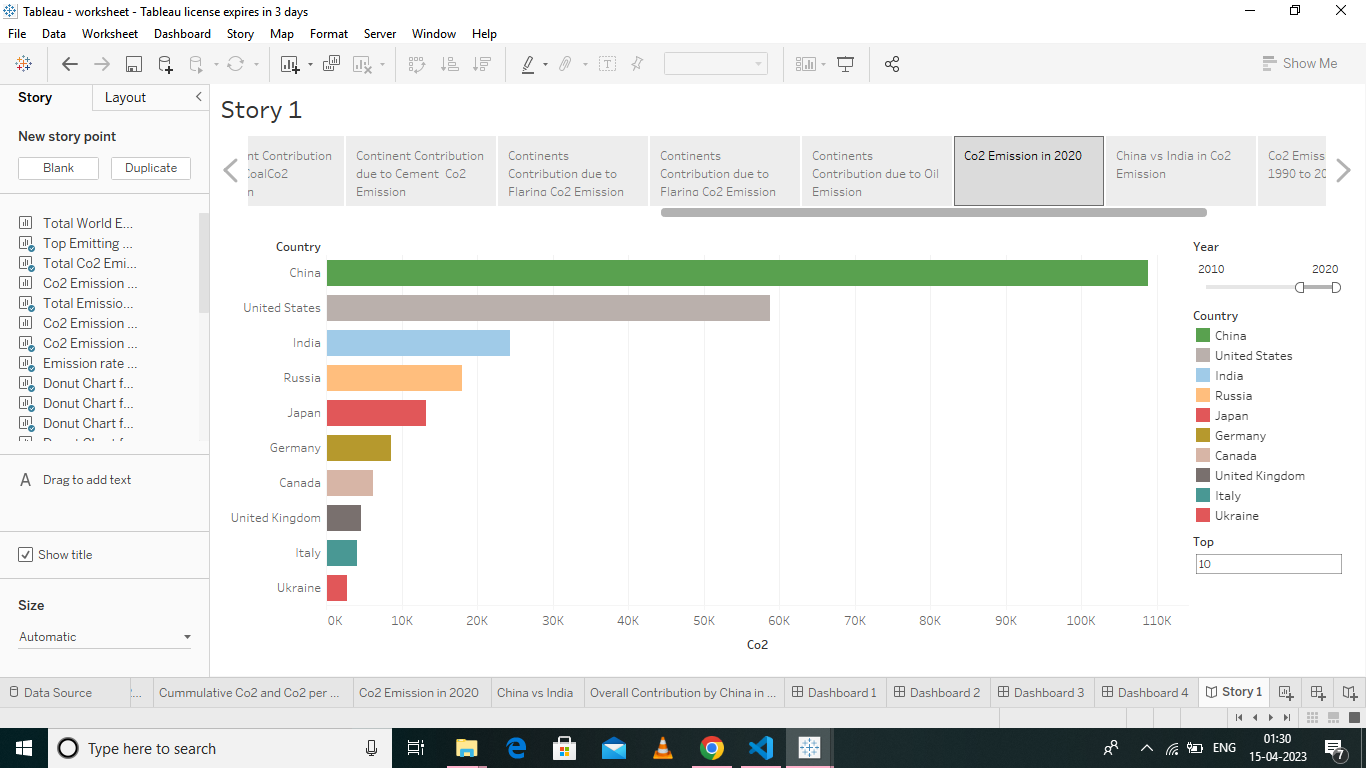 Tableau - worksheet - Tableau license expires in 3 days
File Data Worksheet Dashboard Story Map Format Server Window Help
Show Me
Story Layout
New story point
Blank Duplicate
Total World E...
Top Emitting ...
Total Co2 Emi...
Co2 Emission ...
Total Emissio...
Co2 Emission ...
Co2 Emission ...
Emission rate ...
Donut Chart f...
Donut Chart f...
Donut Chart f...
Drag to add text
Show title
Size
Automatic
Story 1
nt Contribution
CoalCo2
n
Continent Contribution
due to Cement Co2
Emission
Continents
Contribution due to
Flaring Co2 Emission
Continents
Contribution due to
Flaring Co2 Emission
Continents
Contribution due to Oil
Emission
Co2 Emission in 2020
China vs India in Co2
Emission
Co2 Emiss
1990 to 20
Country
China
United States
India
Russia
Japan
Germany
Canada
United Kingdom
Italy
Ukraine
0K 10K 20K 30K 40K 50K 60K 70K 80K 90K 100K 110K
Co2
Year
2010 2020
Country
China
United States
India
Russia
Japan
Germany
Canada
United Kingdom
Italy
Ukraine
Top
10
Data Source Cummulative Co2 and Co2 per ... Co2 Emission in 2020 China vs India Overall Contribution by China in ... Dashboard 1 Dashboard 2 Dashboard 3 Dashboard 4 Story 1
Type here to search
ENG
01:30
15-04-2023
7